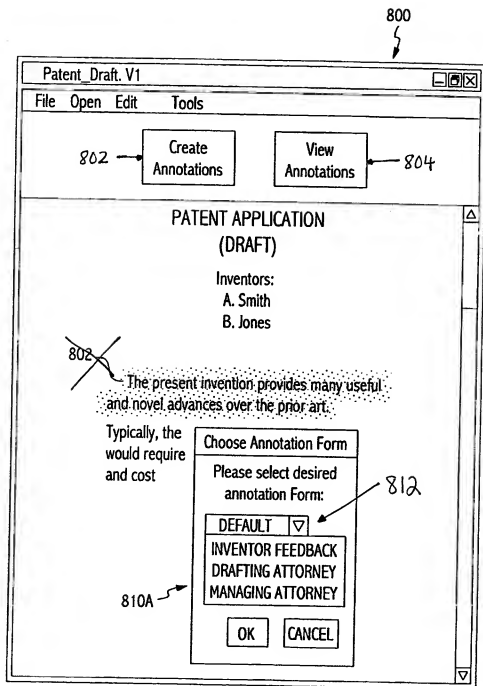 800
Patent_Draft. V1
File Open Edit Tools
802 Create Annotations View Annotations 804
PATENT APPLICATION
(DRAFT)
Inventors:
A. Smith
B. Jones
802
The present invention provides many useful
and novel advances over the prior art.
Typically, the
would require
and cost
Choose Annotation Form
Please select desired
annotation Form:
812
DEFAULT
INVENTOR FEEDBACK
DRAFTING ATTORNEY
MANAGING ATTORNEY
810A
OK CANCEL